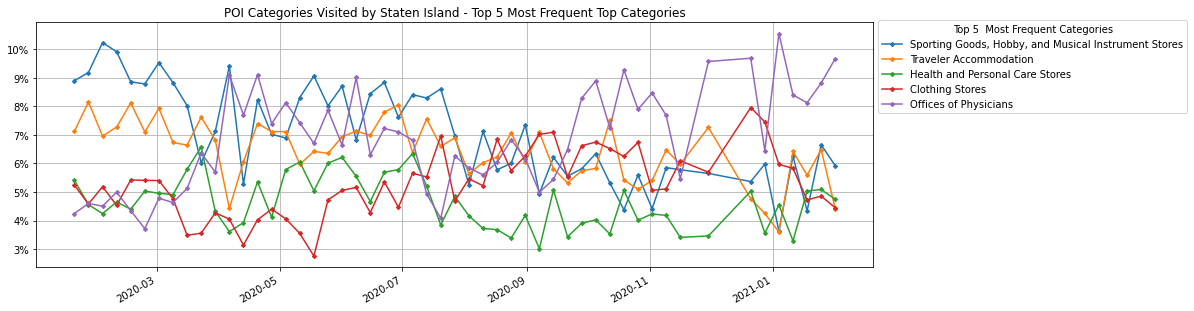 POI Categories Visited by Staten Island - Top 5 Most Frequent Top Categories
10%
9%
8%
7%
6%
5%
4%
3%
2020-03
2020-05
2020-07
2020-09
2020-11
2021-01
Top 5  Most Frequent Categories
Sporting Goods, Hobby, and Musical Instrument Stores
Traveler Accommodation
Health and Personal Care Stores
Clothing Stores
Offices of Physicians